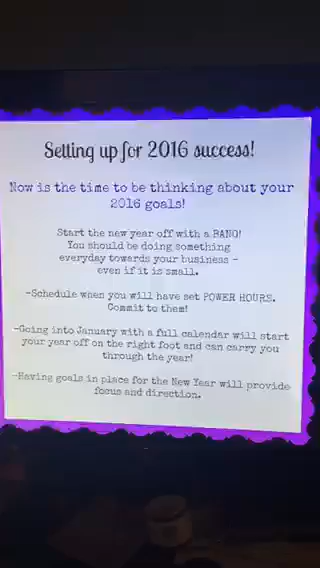 Setting up for 2016 success!
Now is the time to be thinking about your
2016 goals!
Start the new year off with a BANG!
You should be doing something
everyday towards your business -
even if it is small.
-Schedule when you will have set POWER HOURS.
Commit to them!
-Going into January with a full calendar will start
your year off on the right foot and can carry you
through the year!
-Having goals in place for the New Year will provide
focus and direction.